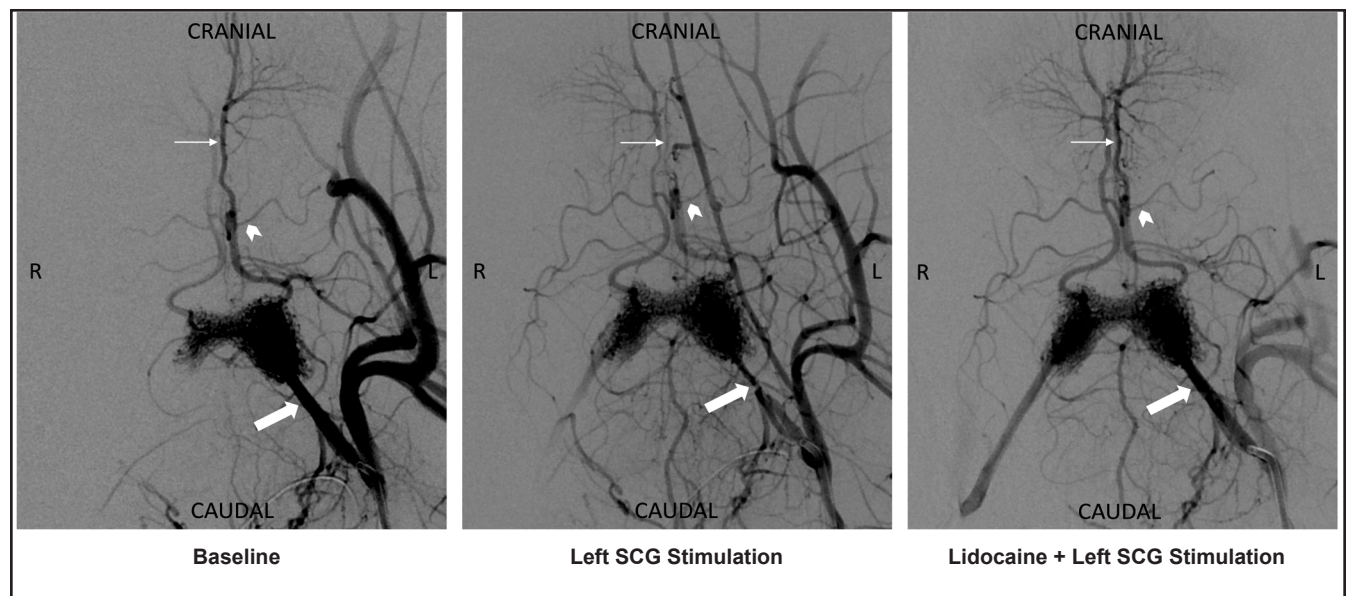 CRANIAL
R
L
CAUDAL
Baseline
CRANIAL
R
L
CAUDAL
Left SCG Stimulation
CRANIAL
R
L
CAUDAL
Lidocaine + Left SCG Stimulation